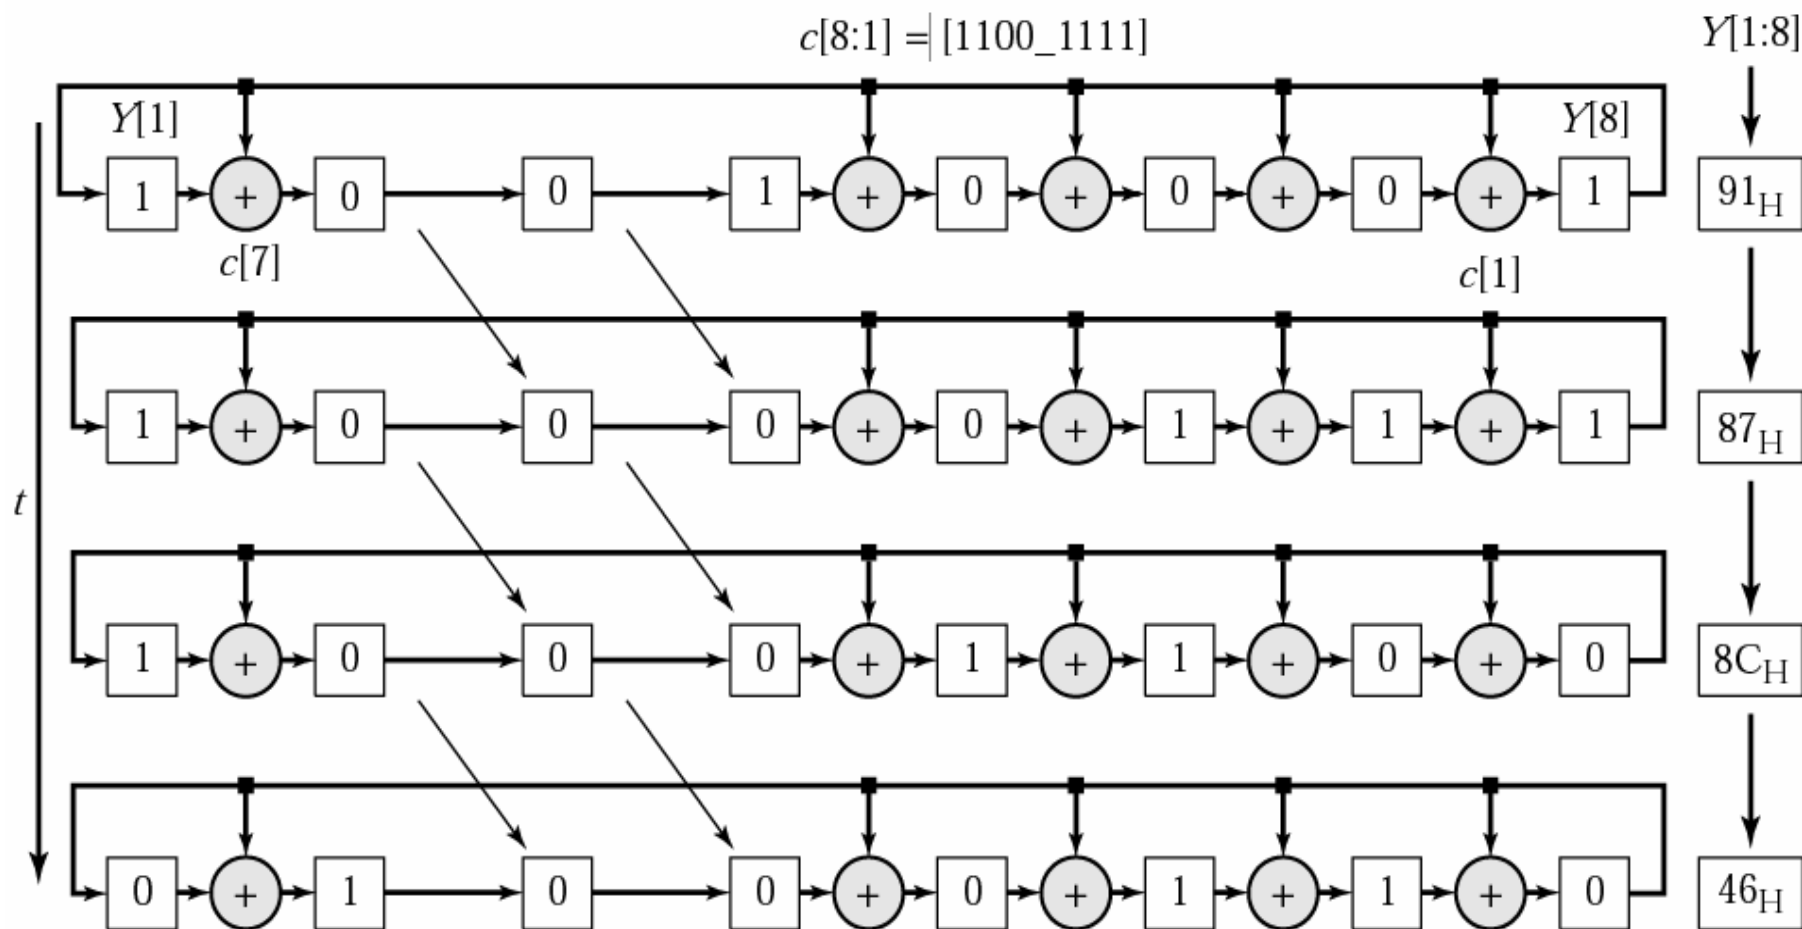 c[8:1] = [1100_1111] Y[1:8]
Y[1] Y[8]
1 + 0 0 1 + 0 + 0 + 0 + 1 91H
c[7] c[1]
1 + 0 0 0 + 0 + 1 + 1 + 1 87H
t
1 + 0 0 0 + 1 + 1 + 0 + 0 8CH
0 + 1 0 0 + 0 + 1 + 1 + 0 46H